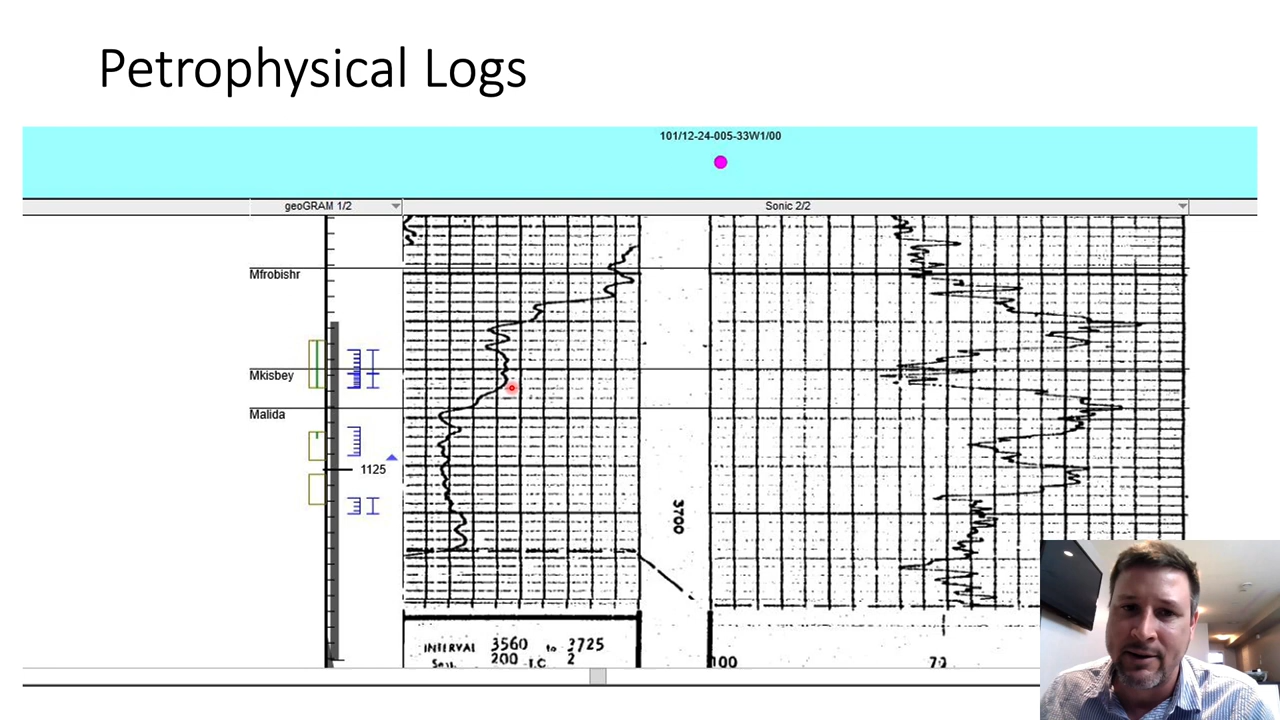 Petrophysical Logs
101/12-24-005-33W1/00
geoGRAM 1/2
Sonic 2/2
Mfrobishr
Mkisbey
Malida
1125
3700
INTERVAL 3560 to 3725
200 T.C 2
100